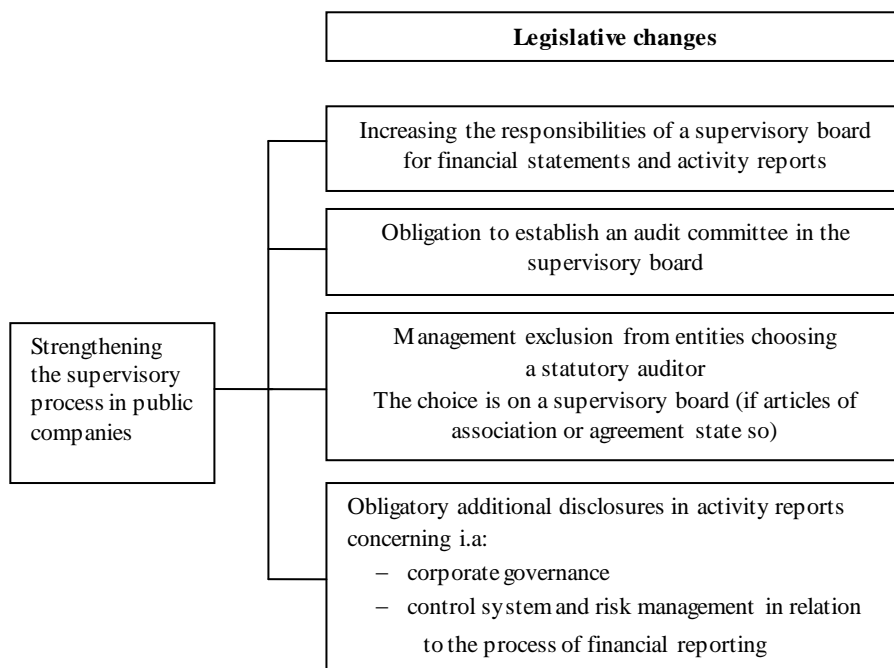 Legislative changes
Increasing the responsibilities of a supervisory board
for financial statements and activity reports
Obligation to establish an audit committee in the
supervisory board
Strengthening
the supervisory
process in public
companies
Management exclusion from entities choosing
a statutory auditor
The choice is on a supervisory board (if articles of
association or agreement state so)
Obligatory additional disclosures in activity reports
concerning i.a:
– corporate governance
– control system and risk management in relation
to the process of financial reporting